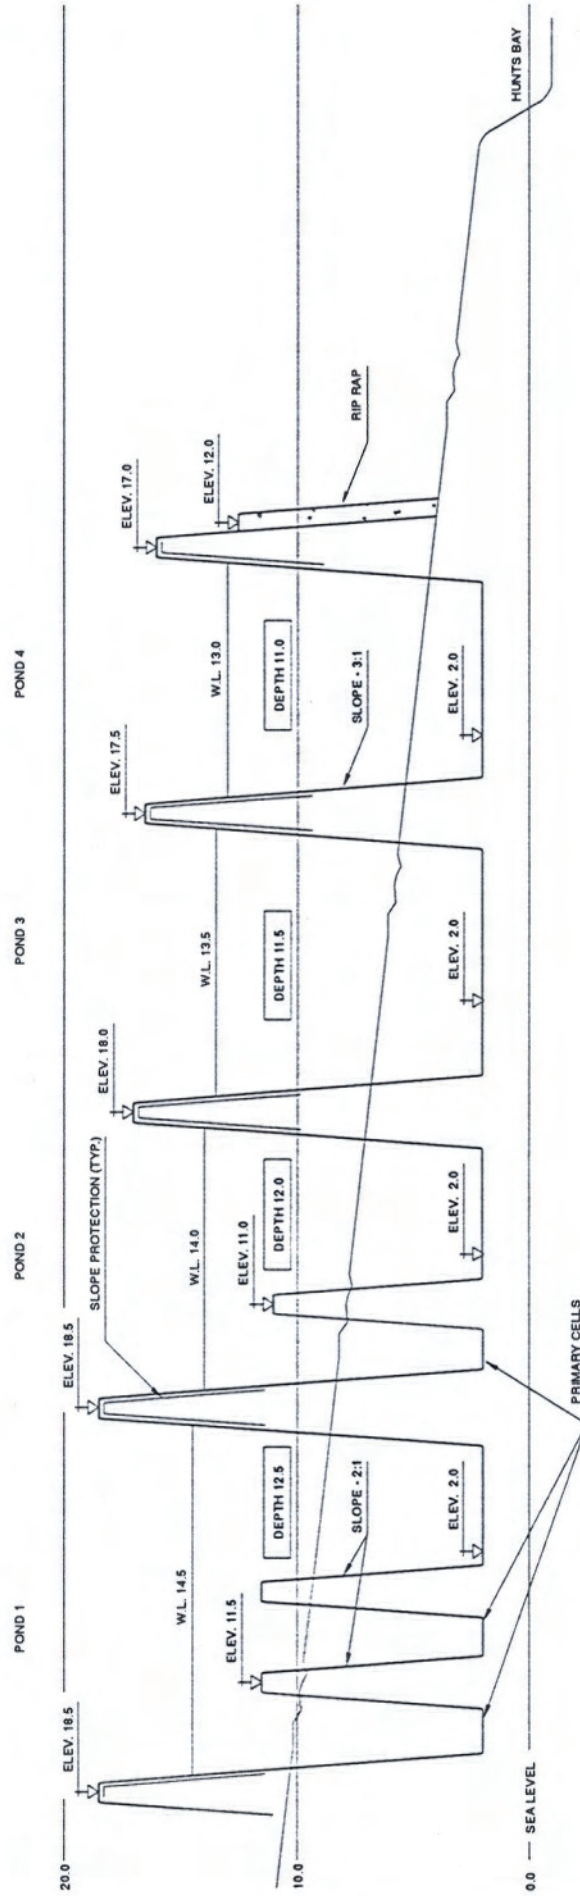 POND 1
POND 2
POND 3
POND 4
20.0
ELEV. 18.5
ELEV. 18.5
SLOPE PROTECTION (TYP.)
ELEV. 18.0
ELEV. 17.5
ELEV. 17.0
ELEV. 12.0
W.L. 14.5
W.L. 14.0
W.L. 13.5
W.L. 13.0
ELEV. 11.5
ELEV. 11.0
10.0
DEPTH 12.5
DEPTH 12.0
DEPTH 11.5
DEPTH 11.0
SLOPE - 2:1
SLOPE - 3:1
RIP RAP
ELEV. 2.0
ELEV. 2.0
ELEV. 2.0
ELEV. 2.0
HUNTS BAY
0.0
SEA LEVEL
PRIMARY CELLS